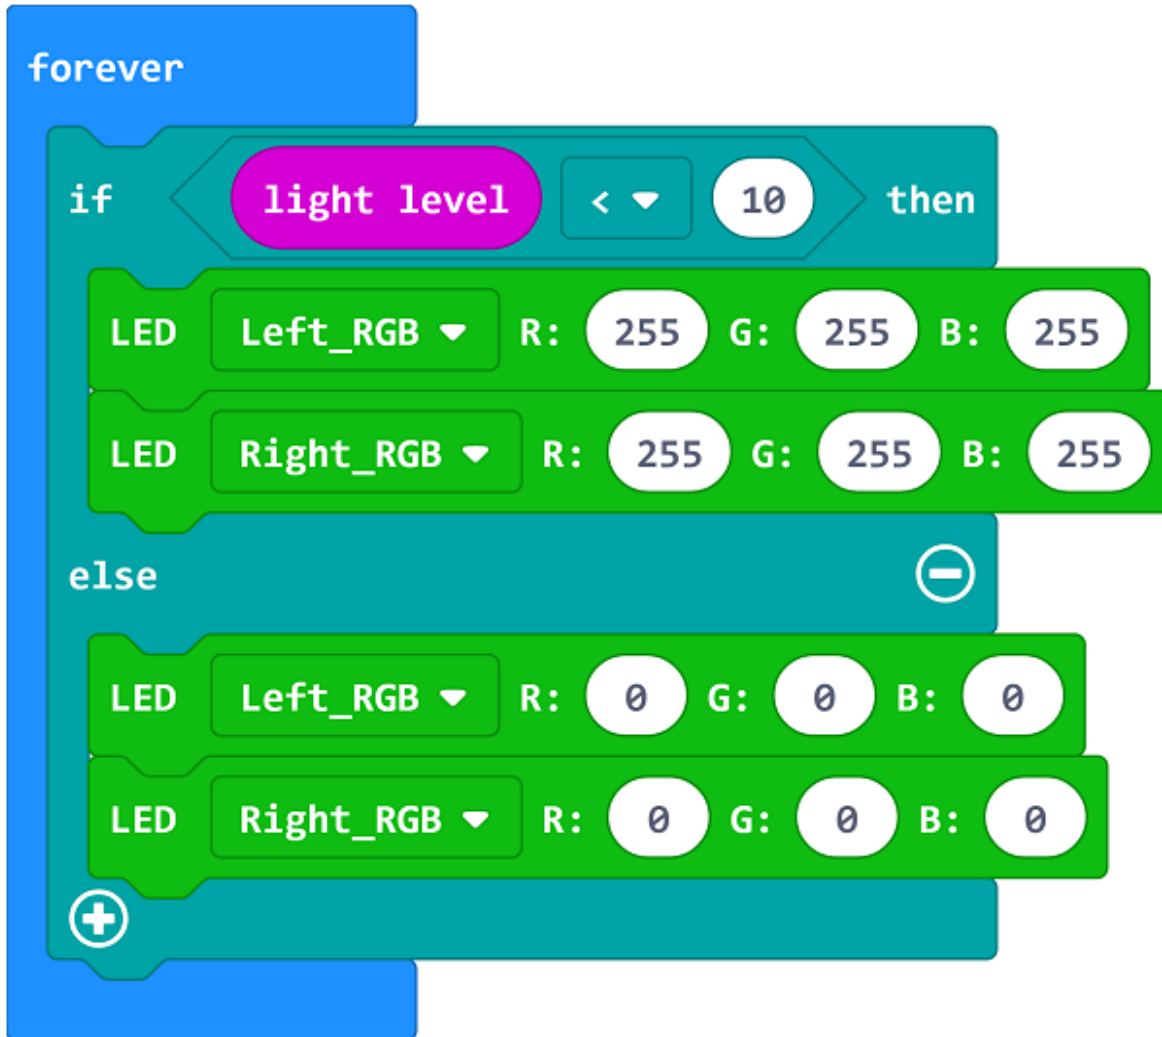 forever
if light level < 10 then
LED Left_RGB R: 255 G: 255 B: 255
LED Right_RGB R: 255 G: 255 B: 255
else
LED Left_RGB R: 0 G: 0 B: 0
LED Right_RGB R: 0 G: 0 B: 0